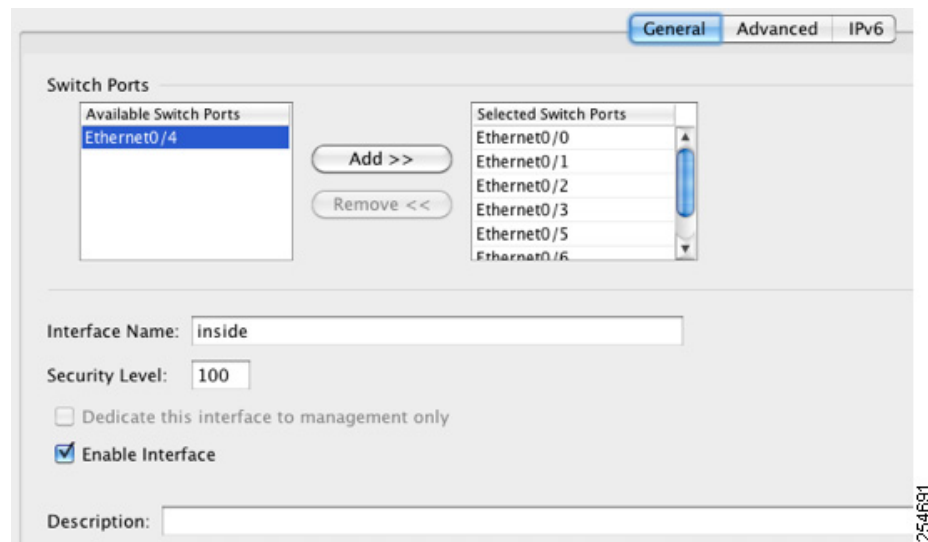 General Advanced IPv6
Switch Ports
Available Switch Ports
Ethernet0/4
Add >>
Remove <<
Selected Switch Ports
Ethernet0/0
Ethernet0/1
Ethernet0/2
Ethernet0/3
Ethernet0/5
Ethernet0/6
Interface Name: inside
Security Level: 100
Dedicate this interface to management only
Enable Interface
Description:
254691